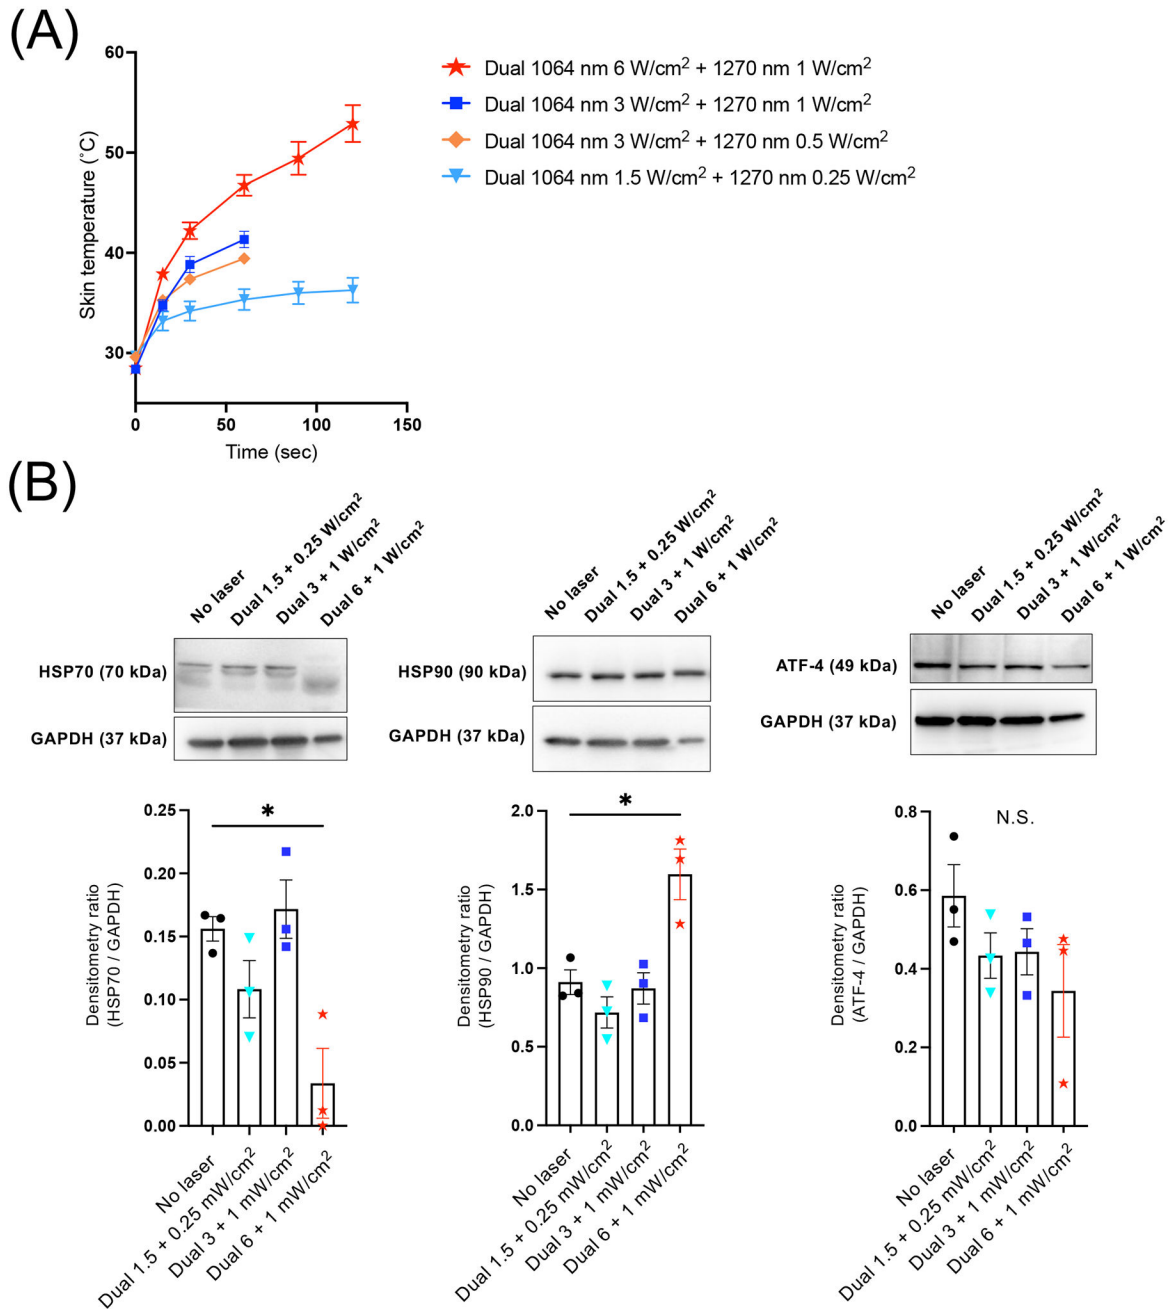 (A)
60
50
40
30
0
50
100
150
Skin temperature (˚C)
Time (sec)
Dual 1064 nm 6 W/cm² + 1270 nm 1 W/cm²
Dual 1064 nm 3 W/cm² + 1270 nm 1 W/cm²
Dual 1064 nm 3 W/cm² + 1270 nm 0.5 W/cm²
Dual 1064 nm 1.5 W/cm² + 1270 nm 0.25 W/cm²
(B)
No laser
Dual 1.5 + 0.25 W/cm²
Dual 3 + 1 W/cm²
Dual 6 + 1 W/cm²
HSP70 (70 kDa)
GAPDH (37 kDa)
No laser
Dual 1.5 + 0.25 W/cm²
Dual 3 + 1 W/cm²
Dual 6 + 1 W/cm²
HSP90 (90 kDa)
GAPDH (37 kDa)
No laser
Dual 1.5 + 0.25 W/cm²
Dual 3 + 1 W/cm²
Dual 6 + 1 W/cm²
ATF-4 (49 kDa)
GAPDH (37 kDa)
0.25
0.20
0.15
0.10
0.05
0.00
Densitometry ratio
(HSP70 / GAPDH)
*
No laser
Dual 1.5 + 0.25 mW/cm²
Dual 3 + 1 mW/cm²
Dual 6 + 1 mW/cm²
2.0
1.5
1.0
0.5
0.0
Densitometry ratio
(HSP90 / GAPDH)
*
No laser
Dual 1.5 + 0.25 mW/cm²
Dual 3 + 1 mW/cm²
Dual 6 + 1 mW/cm²
0.8
0.6
0.4
0.2
0.0
Densitometry ratio
(ATF-4 / GAPDH)
N.S.
No laser
Dual 1.5 + 0.25 mW/cm²
Dual 3 + 1 mW/cm²
Dual 6 + 1 mW/cm²